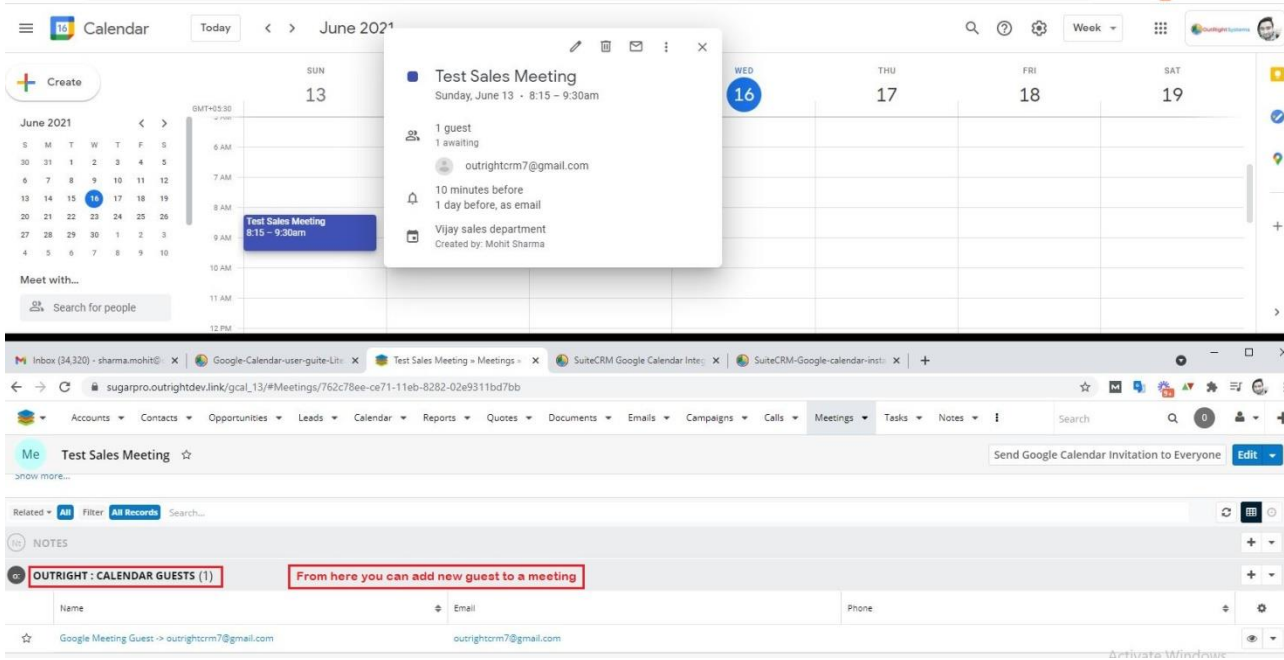 16 Calendar Today June 2021 Week OutRight Systems
Create
SUN 13
WED 16
THU 17
FRI 18
SAT 19
GMT+05:30
June 2021
S M T W T F S
30 31 1 2 3 4 5
6 7 8 9 10 11 12
13 14 15 16 17 18 19
20 21 22 23 24 25 26
27 28 29 30 1 2 3
4 5 6 7 8 9 10
Meet with...
Search for people
6 AM
7 AM
8 AM
9 AM
10 AM
11 AM
12 PM
Test Sales Meeting
8:15 – 9:30am
Test Sales Meeting
Sunday, June 13 · 8:15 – 9:30am
1 guest
1 awaiting
outrightcrm7@gmail.com
10 minutes before
1 day before, as email
Vijay sales department
Created by: Mohit Sharma
Inbox (34,320) - sharma.mohit@ Google-Calendar-user-guite-Lite Test Sales Meeting » Meetings » SuiteCRM Google Calendar Integ SuiteCRM-Google-calendar-insta
sugarpro.outrightdev.link/gcal_13/#Meetings/762c78ee-ce71-11eb-8282-02e9311bd7bb
Accounts Contacts Opportunities Leads Calendar Reports Quotes Documents Emails Campaigns Calls Meetings Tasks Notes Search 0
Me Test Sales Meeting Send Google Calendar Invitation to Everyone Edit
Show more...
Related All Filter All Records Search...
No NOTES
OUTRIGHT : CALENDAR GUESTS (1) From here you can add new guest to a meeting
Name Email Phone
Google Meeting Guest -> outrightcrm7@gmail.com outrightcrm7@gmail.com
Activate Windows